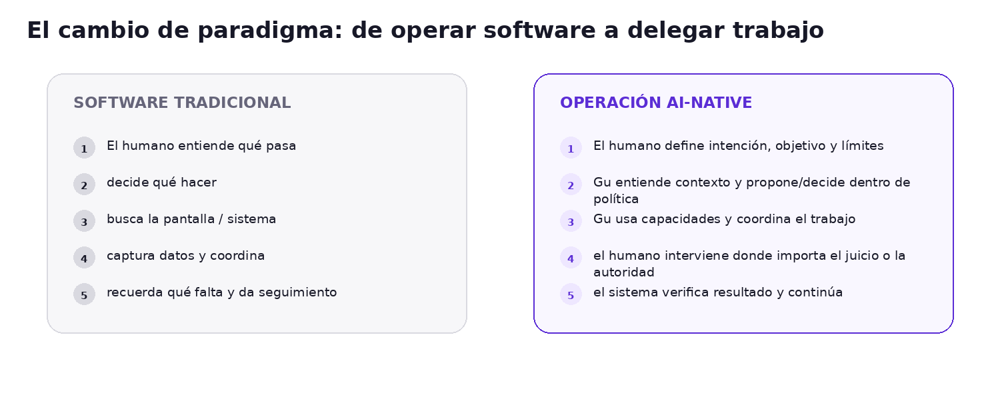 El cambio de paradigma: de operar software a delegar trabajo
SOFTWARE TRADICIONAL
1 El humano entiende qué pasa
2 decide qué hacer
3 busca la pantalla / sistema
4 captura datos y coordina
5 recuerda qué falta y da seguimiento
OPERACIÓN AI-NATIVE
1 El humano define intención, objetivo y límites
2 Gu entiende contexto y propone/decide dentro de
política
3 Gu usa capacidades y coordina el trabajo
4 el humano interviene donde importa el juicio o la
autoridad
5 el sistema verifica resultado y continúa